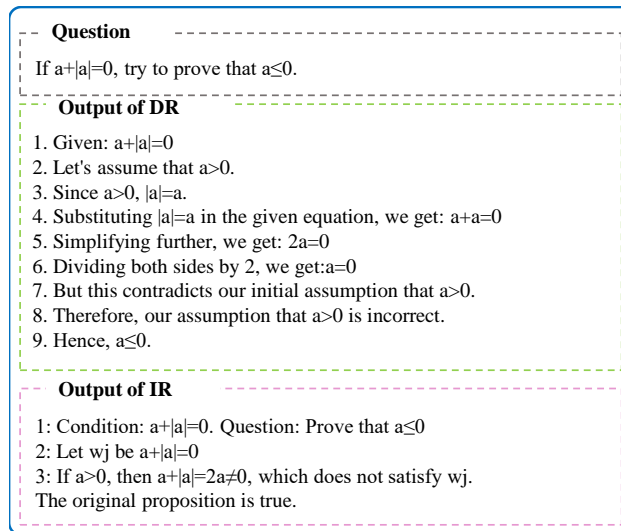 Question
If a+|a|=0, try to prove that a≤0.
Output of DR
1. Given: a+|a|=0
2. Let's assume that a>0.
3. Since a>0, |a|=a.
4. Substituting |a|=a in the given equation, we get: a+a=0
5. Simplifying further, we get: 2a=0
6. Dividing both sides by 2, we get:a=0
7. But this contradicts our initial assumption that a>0.
8. Therefore, our assumption that a>0 is incorrect.
9. Hence, a≤0.
Output of IR
1: Condition: a+|a|=0. Question: Prove that a≤0
2: Let wj be a+|a|=0
3: If a>0, then a+|a|=2a≠0, which does not satisfy wj.
The original proposition is true.